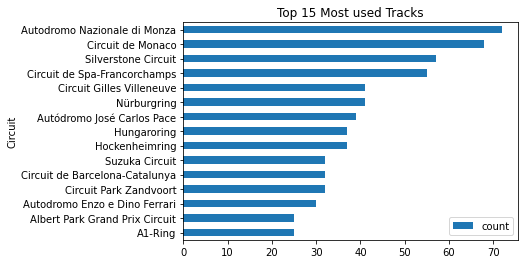 Top 15 Most used Tracks
Autodromo Nazionale di Monza
Circuit de Monaco
Silverstone Circuit
Circuit de Spa-Francorchamps
Circuit Gilles Villeneuve
Nürburgring
Autódromo José Carlos Pace
Hungaroring
Hockenheimring
Suzuka Circuit
Circuit de Barcelona-Catalunya
Circuit Park Zandvoort
Autodromo Enzo e Dino Ferrari
Albert Park Grand Prix Circuit
A1-Ring
Circuit
count
0 10 20 30 40 50 60 70